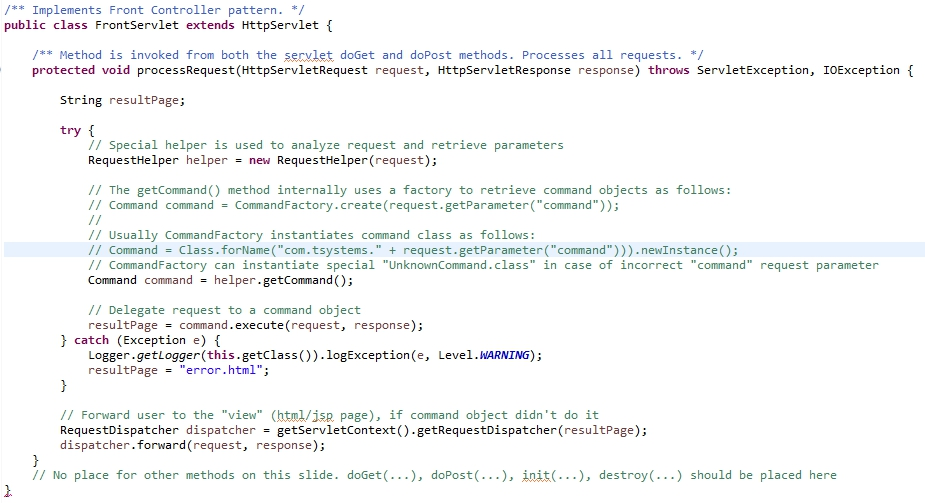 /** Implements Front Controller pattern. */
public class FrontServlet extends HttpServlet {
/** Method is invoked from both the servlet doGet and doPost methods. Processes all requests. */
protected void processRequest(HttpServletRequest request, HttpServletResponse response) throws ServletException, IOException {
String resultPage;
try {
// Special helper is used to analyze request and retrieve parameters
RequestHelper helper = new RequestHelper(request);
// The getCommand() method internally uses a factory to retrieve command objects as follows:
// Command command = CommandFactory.create(request.getParameter("command"));
//
// Usually CommandFactory instantiates command class as follows:
// Command = Class.forName("com.tsystems." + request.getParameter("command"))).newInstance();
// CommandFactory can instantiate special "UnknownCommand.class" in case of incorrect "command" request parameter
Command command = helper.getCommand();
// Delegate request to a command object
resultPage = command.execute(request, response);
} catch (Exception e) {
Logger.getLogger(this.getClass()).logException(e, Level.WARNING);
resultPage = "error.html";
}
// Forward user to the "view" (html/jsp page), if command object didn't do it
RequestDispatcher dispatcher = getServletContext().getRequestDispatcher(resultPage);
dispatcher.forward(request, response);
}
// No place for other methods on this slide. doGet(...), doPost(...), init(...), destroy(...) should be placed here
}